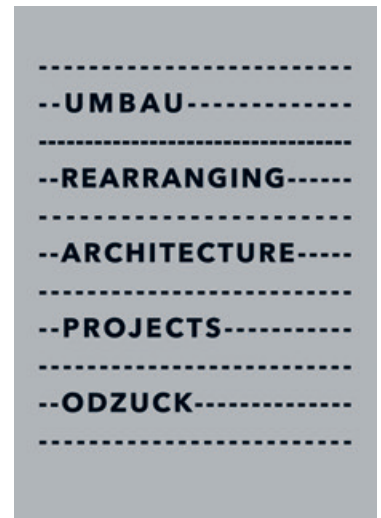 -------------------------
--UMBAU-------------
----------------------------------
--REARRANGING------
------------------------
--ARCHITECTURE-----
-------------------------
--PROJECTS-----------
-------------------------
--ODZUCK-------------
-------------------------